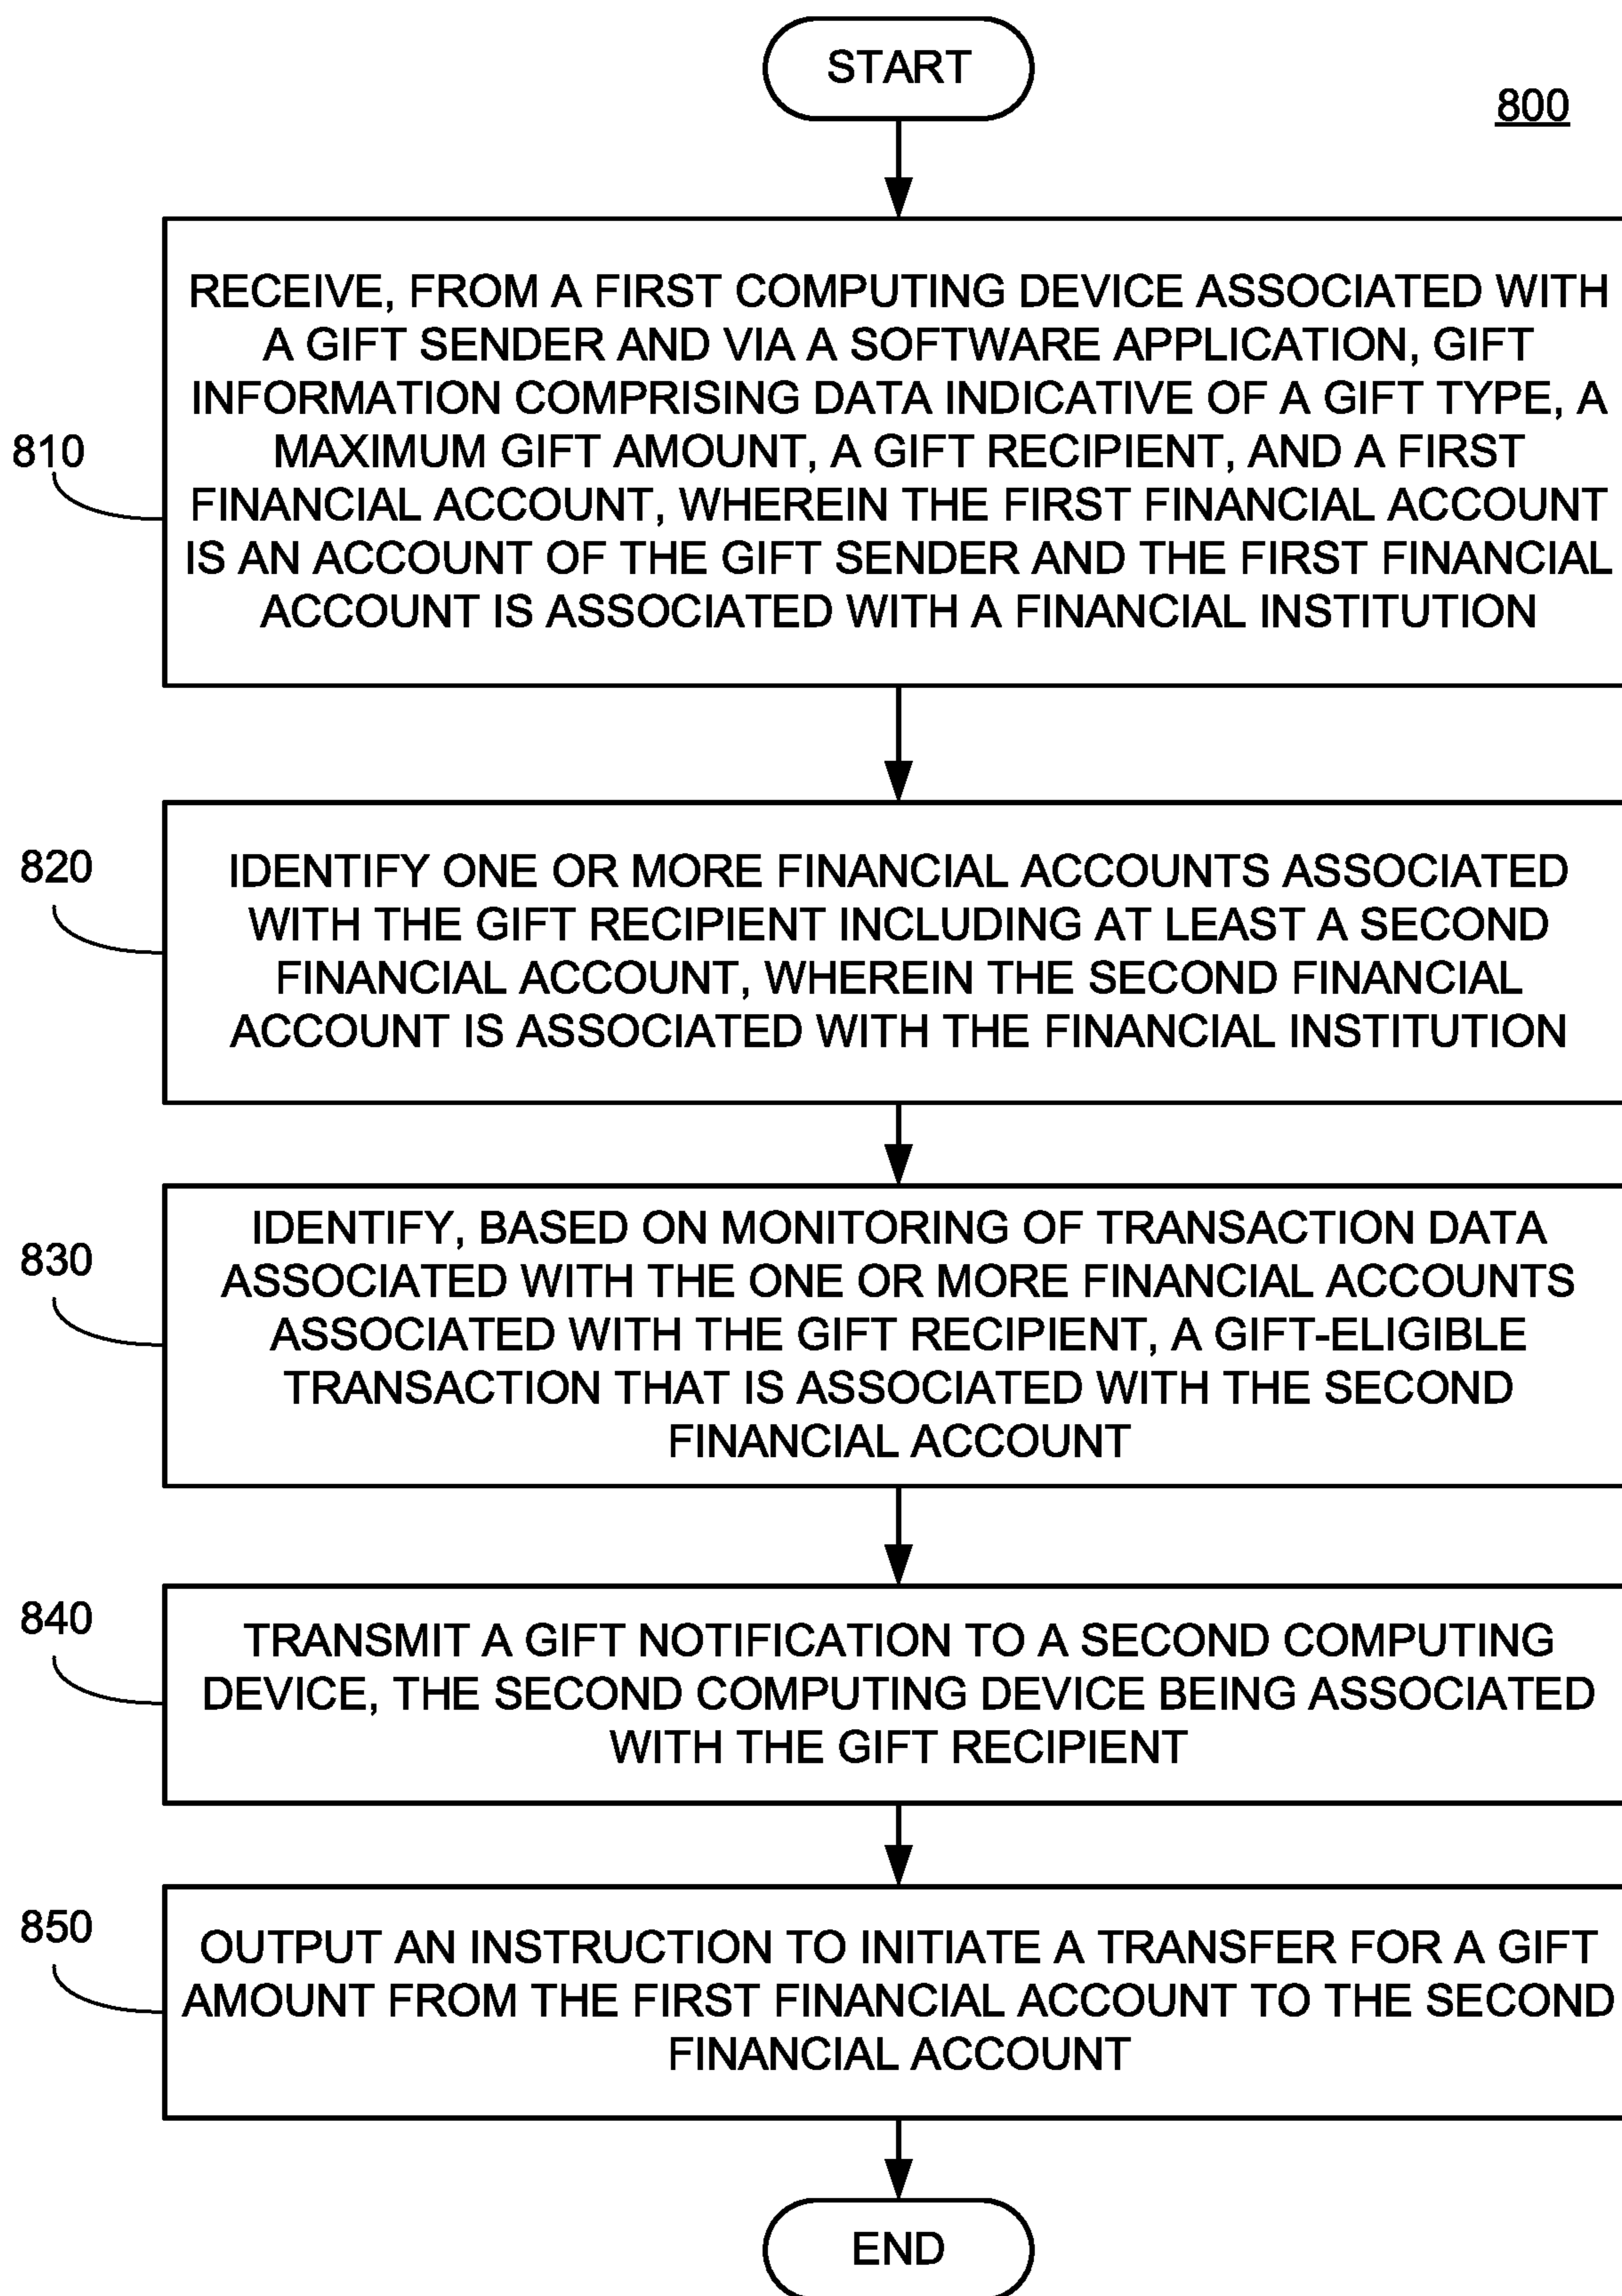 START
800
RECEIVE, FROM A FIRST COMPUTING DEVICE ASSOCIATED WITH
A GIFT SENDER AND VIA A SOFTWARE APPLICATION, GIFT
INFORMATION COMPRISING DATA INDICATIVE OF A GIFT TYPE, A
MAXIMUM GIFT AMOUNT, A GIFT RECIPIENT, AND A FIRST
FINANCIAL ACCOUNT, WHEREIN THE FIRST FINANCIAL ACCOUNT
IS AN ACCOUNT OF THE GIFT SENDER AND THE FIRST FINANCIAL
ACCOUNT IS ASSOCIATED WITH A FINANCIAL INSTITUTION
810
820
IDENTIFY ONE OR MORE FINANCIAL ACCOUNTS ASSOCIATED
WITH THE GIFT RECIPIENT INCLUDING AT LEAST A SECOND
FINANCIAL ACCOUNT, WHEREIN THE SECOND FINANCIAL
ACCOUNT IS ASSOCIATED WITH THE FINANCIAL INSTITUTION
830
IDENTIFY, BASED ON MONITORING OF TRANSACTION DATA
ASSOCIATED WITH THE ONE OR MORE FINANCIAL ACCOUNTS
ASSOCIATED WITH THE GIFT RECIPIENT, A GIFT-ELIGIBLE
TRANSACTION THAT IS ASSOCIATED WITH THE SECOND
FINANCIAL ACCOUNT
840
TRANSMIT A GIFT NOTIFICATION TO A SECOND COMPUTING
DEVICE, THE SECOND COMPUTING DEVICE BEING ASSOCIATED
WITH THE GIFT RECIPIENT
850
OUTPUT AN INSTRUCTION TO INITIATE A TRANSFER FOR A GIFT
AMOUNT FROM THE FIRST FINANCIAL ACCOUNT TO THE SECOND
FINANCIAL ACCOUNT
END